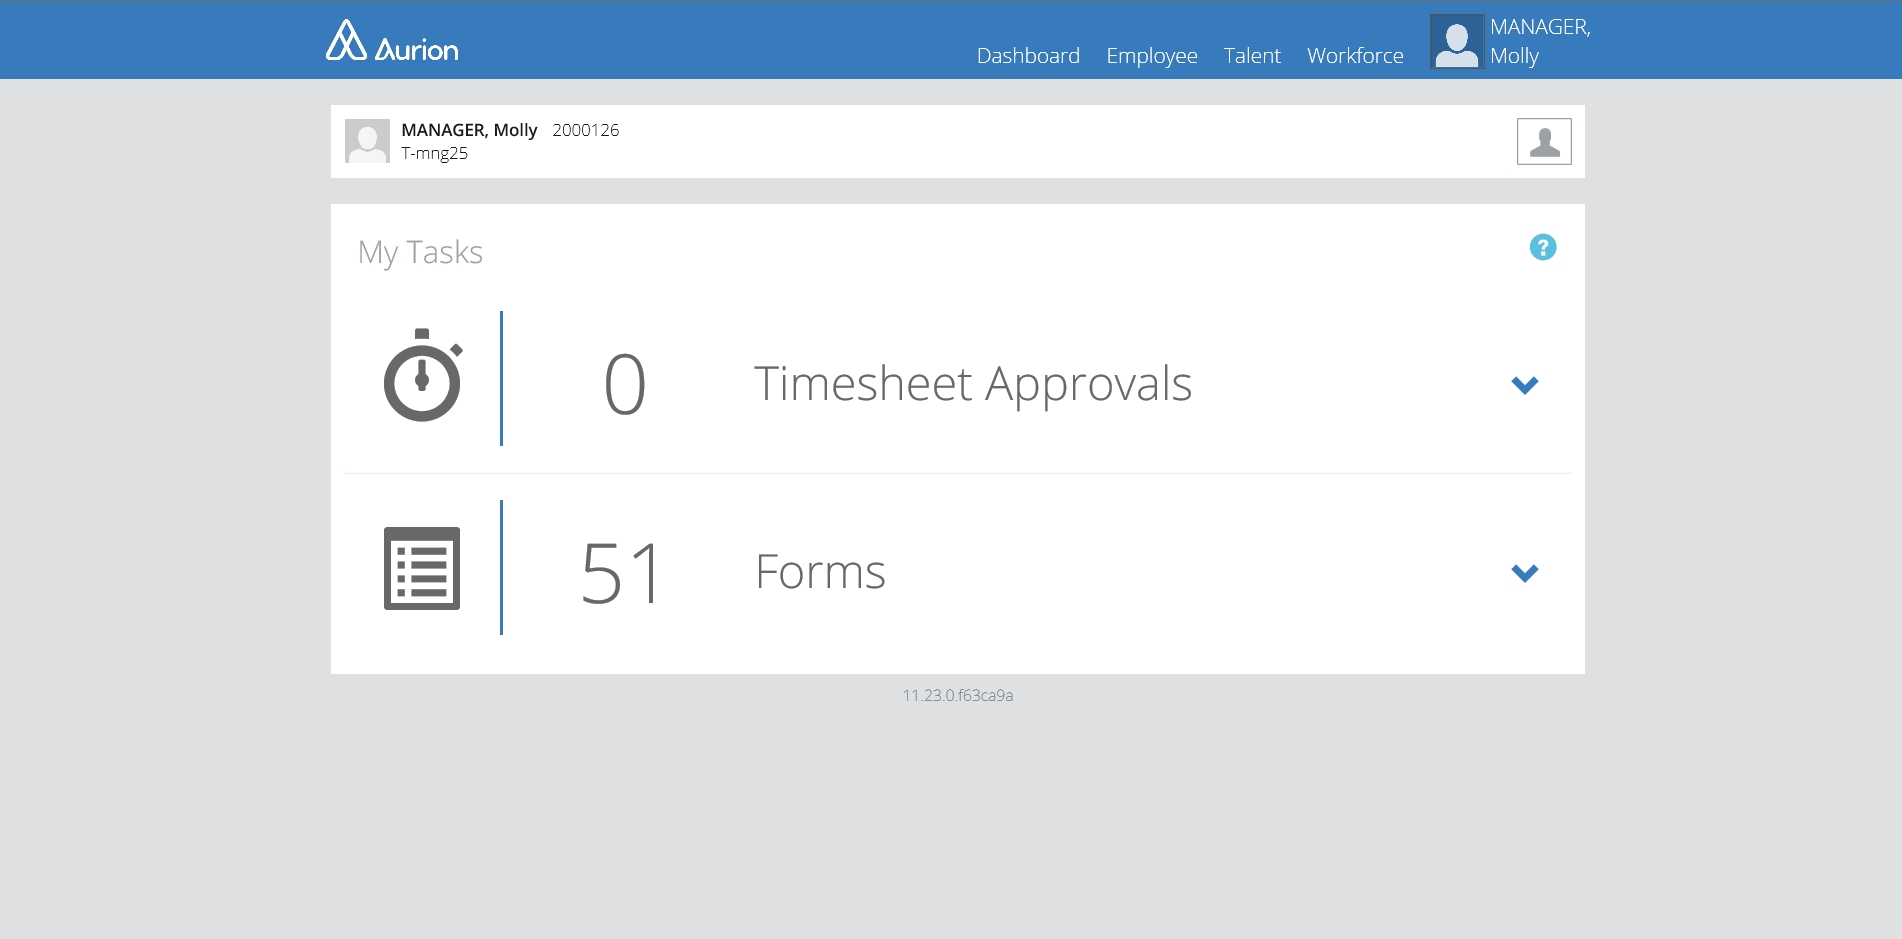 Aurion
Dashboard Employee Talent Workforce
MANAGER,
Molly
MANAGER, Molly 2000126
T-mng25
My Tasks
?
0 Timesheet Approvals
51 Forms
11.23.0.f63ca9a